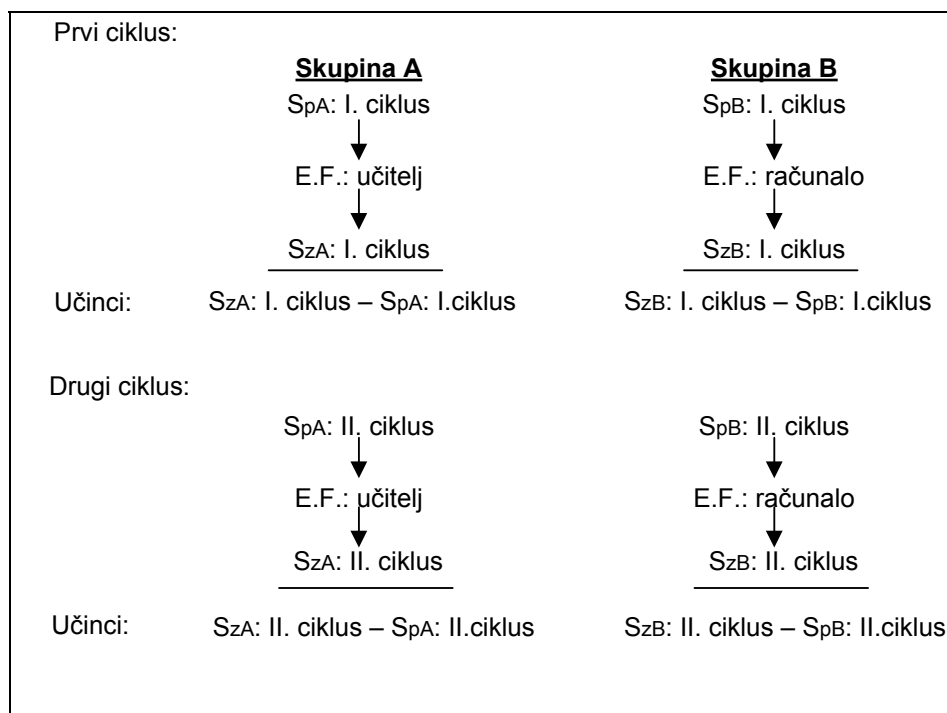 Prvi ciklus:
Skupina A Skupina B
SpA: I. ciklus SpB: I. ciklus
E.F.: učitelj E.F.: računalo
SzA: I. ciklus SzB: I. ciklus
Učinci: SzA: I. ciklus – SpA: I.ciklus SzB: I. ciklus – SpB: I.ciklus
Drugi ciklus:
SpA: II. ciklus SpB: II. ciklus
E.F.: učitelj E.F.: računalo
SzA: II. ciklus SzB: II. ciklus
Učinci: SzA: II. ciklus – SpA: II.ciklus SzB: II. ciklus – SpB: II.ciklus